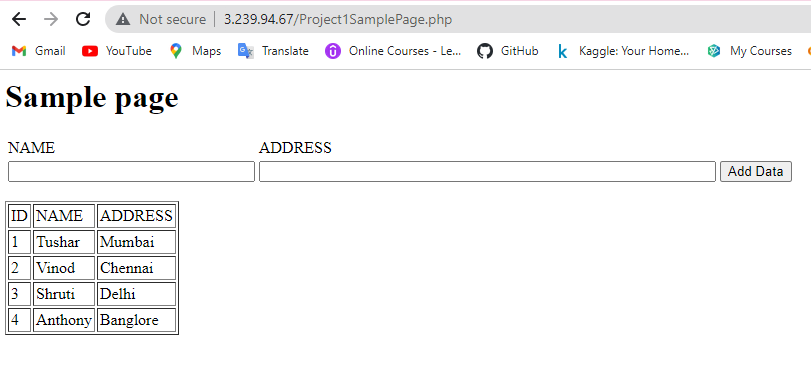 Not secure | 3.239.94.67/Project1SamplePage.php
Gmail YouTube Maps Translate Online Courses - Le... GitHub Kaggle: Your Home... My Courses
Sample page
NAME ADDRESS
Add Data
ID NAME ADDRESS
1 Tushar Mumbai
2 Vinod Chennai
3 Shruti Delhi
4 Anthony Banglore